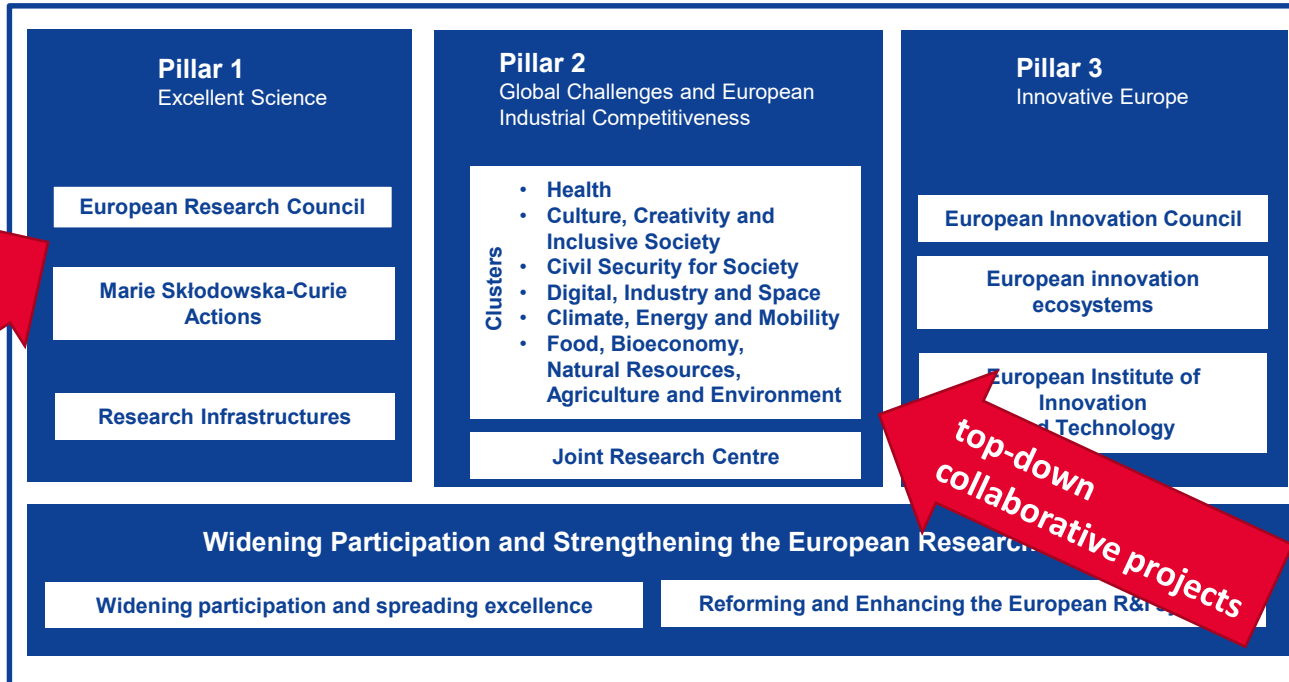 Pillar 1
Excellent Science
European Research Council
Marie Skłodowska-Curie
Actions
Research Infrastructures
Pillar 2
Global Challenges and European
Industrial Competitiveness
Clusters
• Health
• Culture, Creativity and
Inclusive Society
• Civil Security for Society
• Digital, Industry and Space
• Climate, Energy and Mobility
• Food, Bioeconomy,
Natural Resources,
Agriculture and Environment
Joint Research Centre
Pillar 3
Innovative Europe
European Innovation Council
European innovation
ecosystems
European Institute of
Innovation
Technology
top-down
collaborative projects
Widening Participation and Strengthening the European Research
Widening participation and spreading excellence
Reforming and Enhancing the European R&I